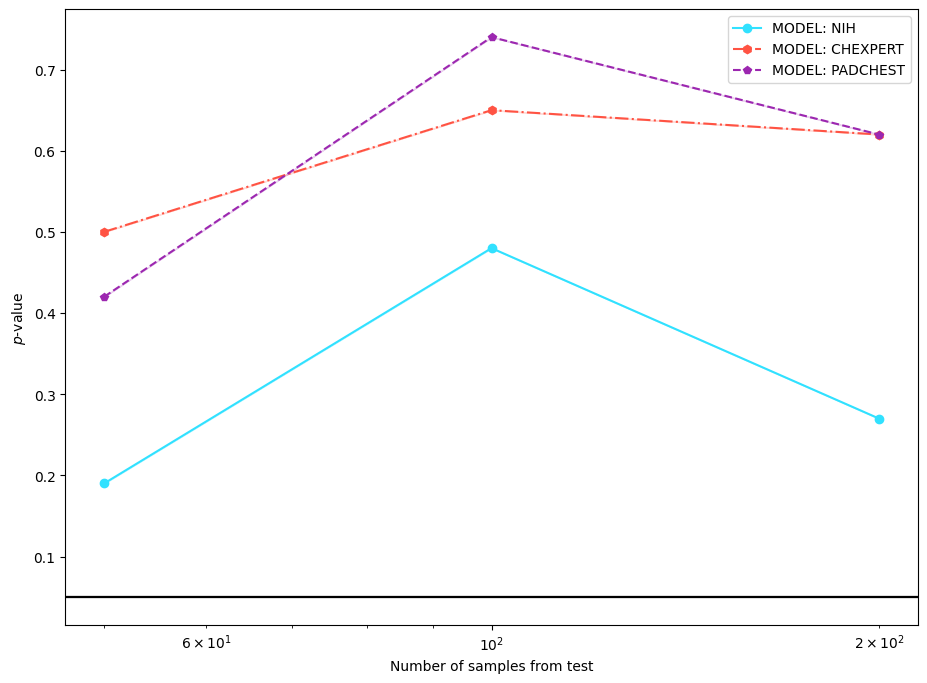 MODEL: NIH
MODEL: CHEXPERT
MODEL: PADCHEST
0.7
0.6
0.5
0.4
0.3
0.2
0.1
p-value
6 × 10¹
10²
2 × 10²
Number of samples from test